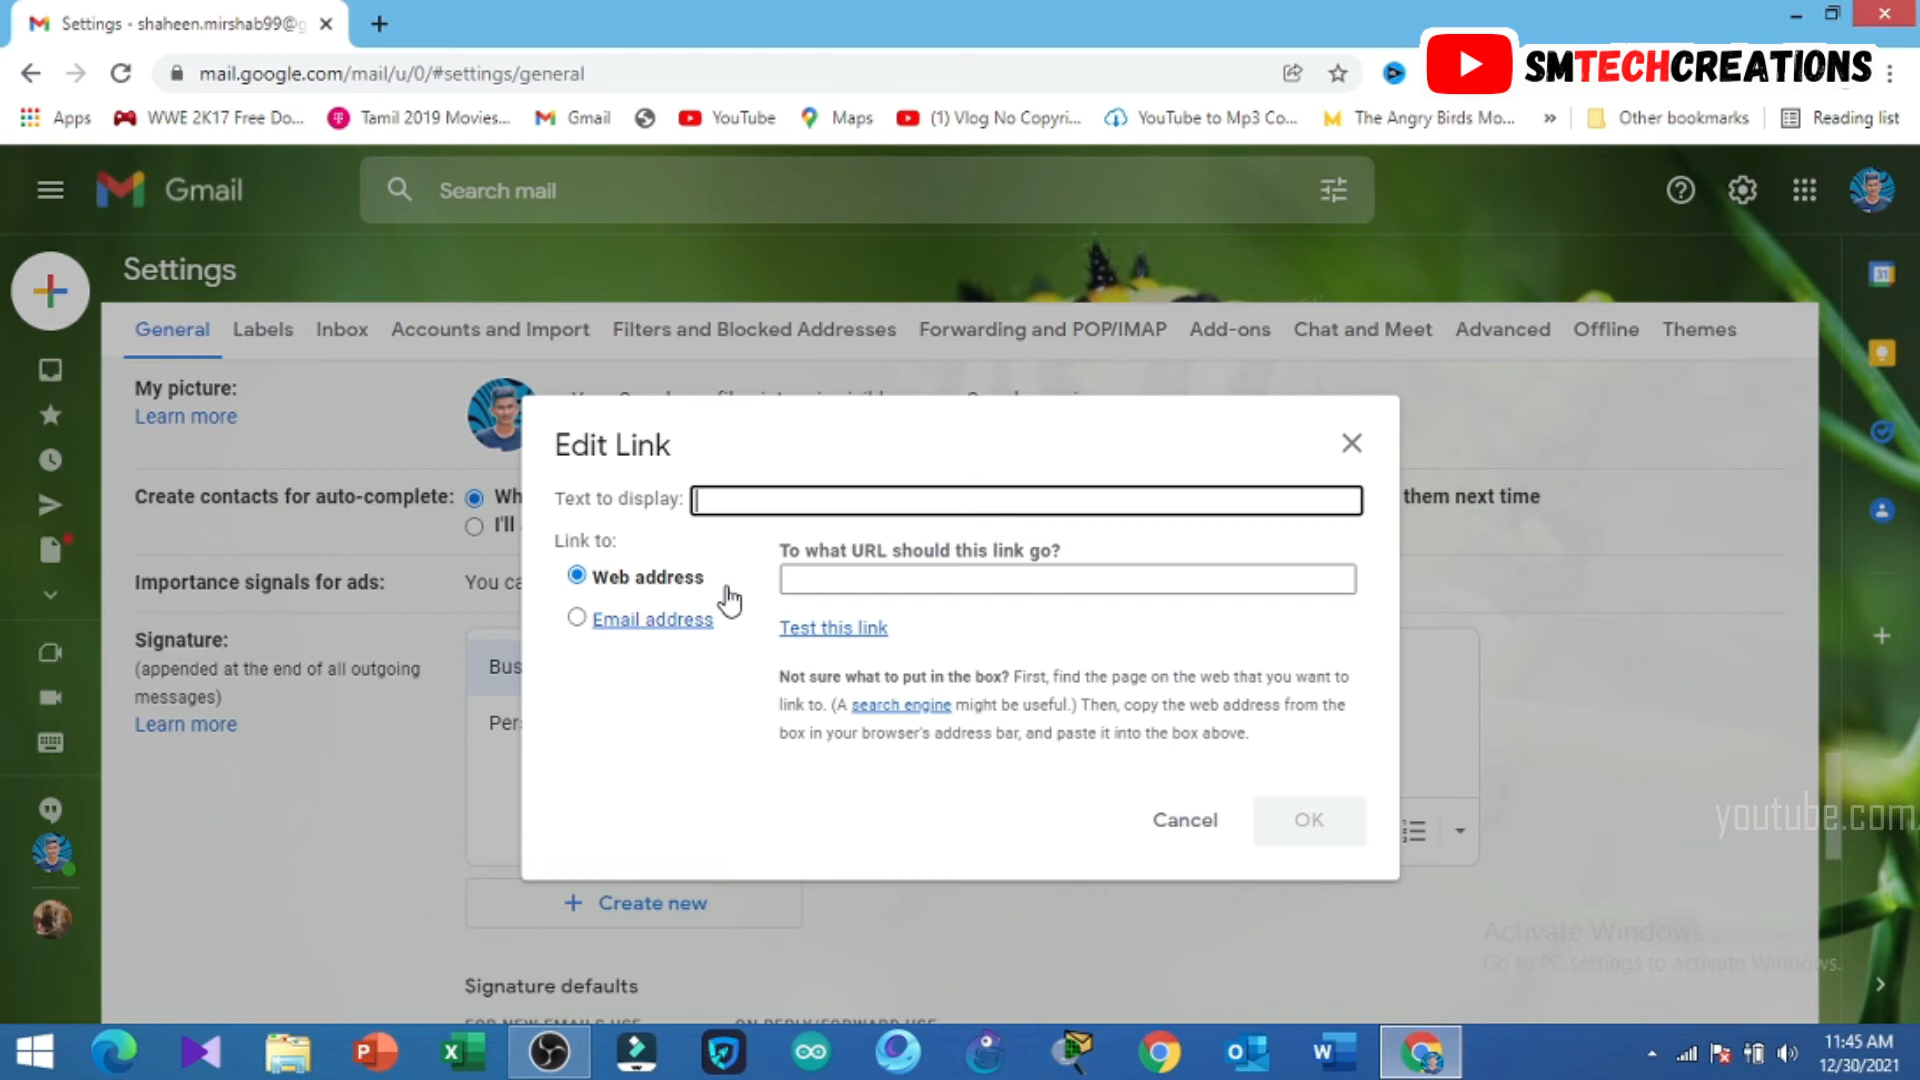 Settings - shaheen.mirshab99@g
SMTECHCREATIONS
mail.google.com/mail/u/0/#settings/general
Apps WWE 2K17 Free Do... Tamil 2019 Movies... Gmail YouTube Maps (1) Vlog No Copyri... YouTube to Mp3 Co... The Angry Birds Mo... » Other bookmarks Reading list
Gmail Search mail
Settings
General Labels Inbox Accounts and Import Filters and Blocked Addresses Forwarding and POP/IMAP Add-ons Chat and Meet Advanced Offline Themes
My picture:
Learn more
Edit Link
Create contacts for auto-complete: Wh them next time
I'll
Text to display:
Link to:
To what URL should this link go?
Web address
Email address
Test this link
Importance signals for ads: You ca
Signature:
(appended at the end of all outgoing
messages)
Learn more
Bus
Per
Not sure what to put in the box? First, find the page on the web that you want to
link to. (A search engine might be useful.) Then, copy the web address from the
box in your browser's address bar, and paste it into the box above.
Cancel OK
youtube.com
Create new
Activate Windows
Go to PC settings to activate Windows.
Signature defaults
11:45 AM
12/30/2021